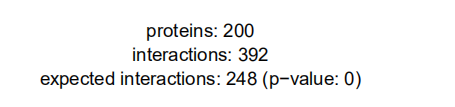 proteins: 200
interactions: 392
expected interactions: 248 (p−value: 0)